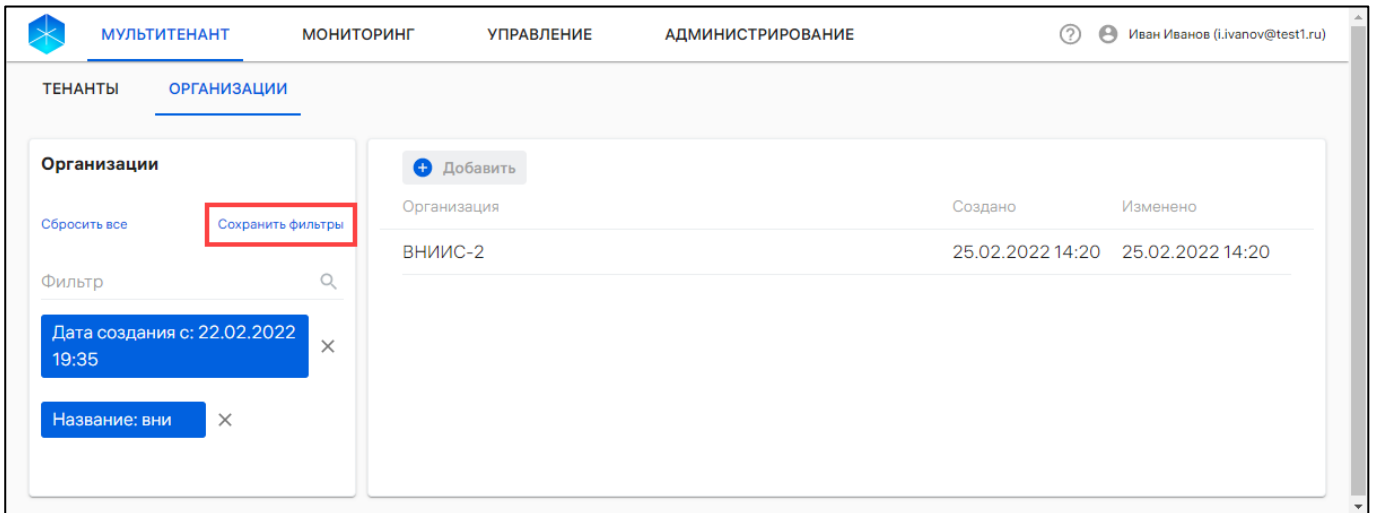 МУЛЬТИТЕНАНТ МОНИТОРИНГ УПРАВЛЕНИЕ АДМИНИСТРИРОВАНИЕ ? Иван Иванов (i.ivanov@test1.ru)
ТЕНАНТЫ ОРГАНИЗАЦИИ
Организации
Сбросить все Сохранить фильтры
Фильтр
Дата создания с: 22.02.2022
19:35
Название: вни
Добавить
Организация Создано Изменено
ВНИИС-2 25.02.2022 14:20 25.02.2022 14:20